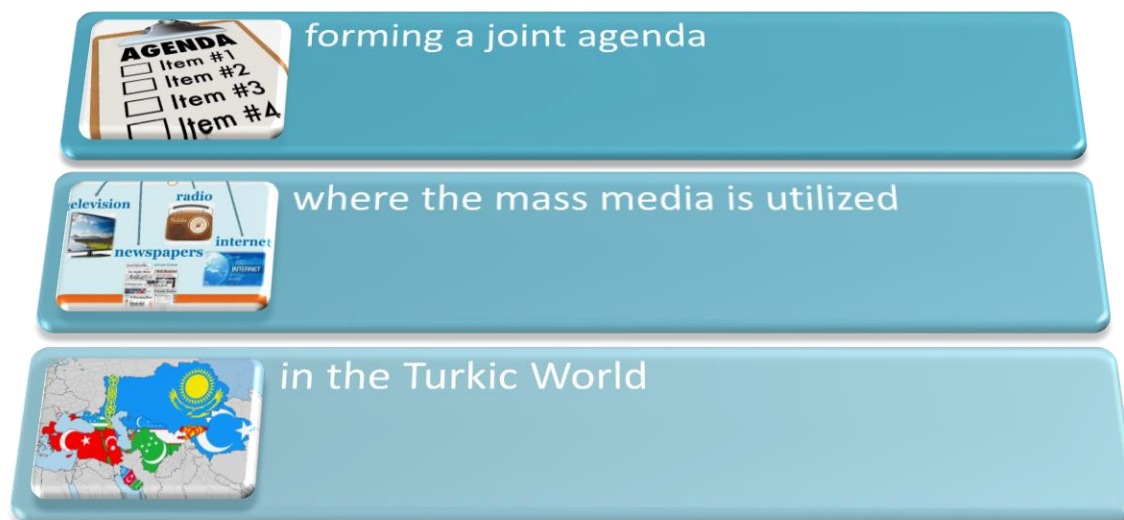 forming a joint agenda
AGENDA
Item #1
Item #2
Item #3
Item #4
where the mass media is utilized
elevision
radio
newspapers
internet
INTERNET
in the Turkic World